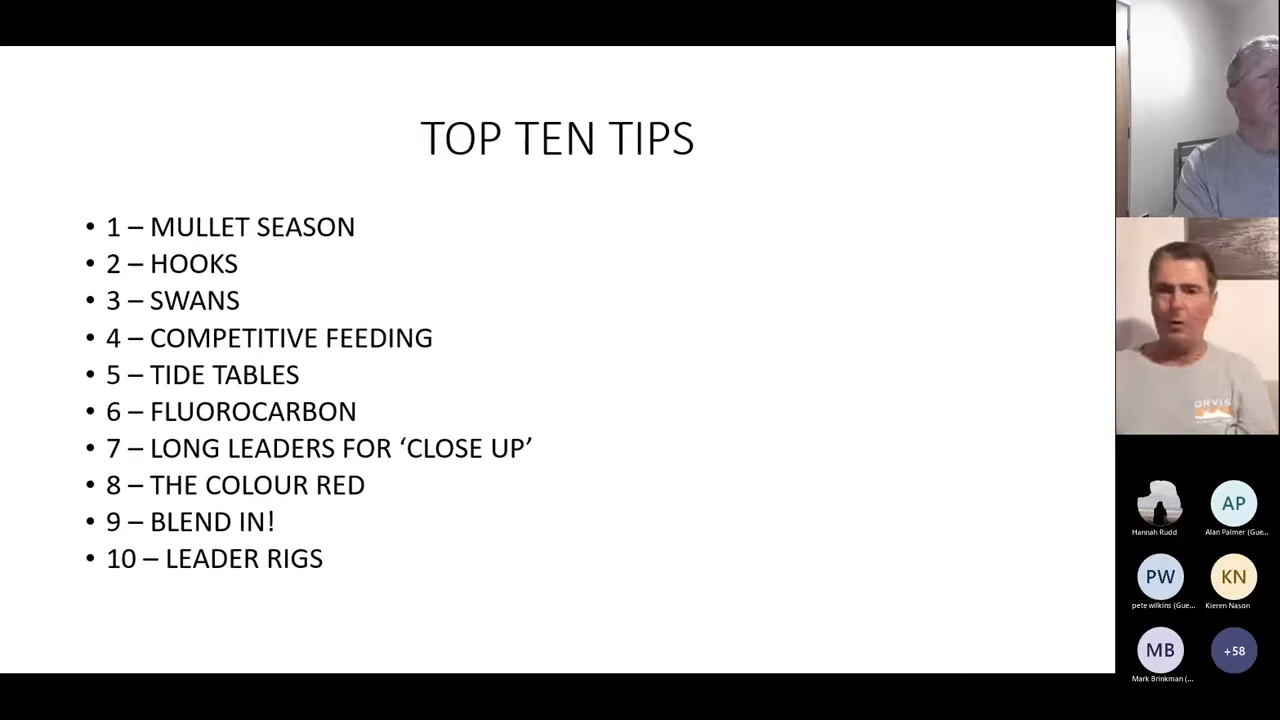 TOP TEN TIPS
• 1 – MULLET SEASON
• 2 – HOOKS
• 3 – SWANS
• 4 – COMPETITIVE FEEDING
• 5 – TIDE TABLES
• 6 – FLUOROCARBON
• 7 – LONG LEADERS FOR ‘CLOSE UP’
• 8 – THE COLOUR RED
• 9 – BLEND IN!
• 10 – LEADER RIGS
ORVIS
AP
Hannah Rudd
Alan Palmer (Gue...
PW
KN
pete wilkins (Gue...
Kieren Nason
MB
+58
Mark Brinkman (...